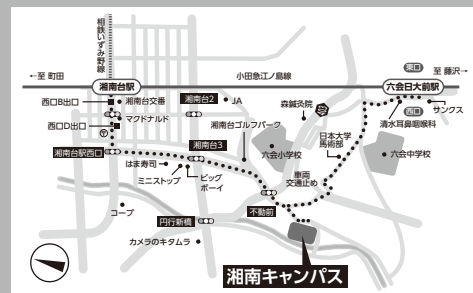 相鉄いずみ野線
←至 町田
湘南台駅
小田急江ノ島線
東口
至 藤沢→
六会日大前駅
西口B出口
湘南台交番
湘南台2
JA
森鍼灸院
西口
サンクス
マクドナルド
清水耳鼻咽喉科
西口D出口
湘南台ゴルフパーク
日本大学
馬術部
湘南台駅西口
湘南台3
六会小学校
六会中学校
はま寿司
ミニストップ
ビッグ
ボーイ
車両
交通止め
コープ
円行新橋
不動前
カメラのキタムラ
湘南キャンパス